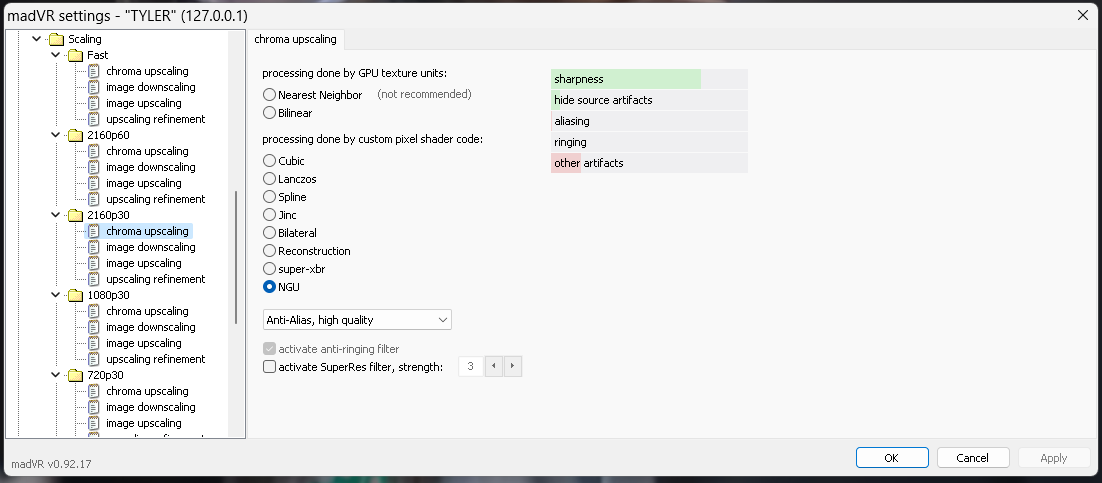 madVR settings - "TYLER" (127.0.0.1)
Scaling
Fast
chroma upscaling
image downscaling
image upscaling
upscaling refinement
2160p60
chroma upscaling
image downscaling
image upscaling
upscaling refinement
2160p30
chroma upscaling
image downscaling
image upscaling
upscaling refinement
1080p30
chroma upscaling
image downscaling
image upscaling
upscaling refinement
720p30
chroma upscaling
image downscaling
image upscaling
upscaling refinement
chroma upscaling
processing done by GPU texture units:
Nearest Neighbor (not recommended)
Bilinear
processing done by custom pixel shader code:
Cubic
Lanczos
Spline
Jinc
Bilateral
Reconstruction
super-xbr
NGU
Anti-Alias, high quality
activate anti-ringing filter
activate SuperRes filter, strength: 3
sharpness
hide source artifacts
aliasing
ringing
other artifacts
madVR v0.92.17
OK Cancel Apply